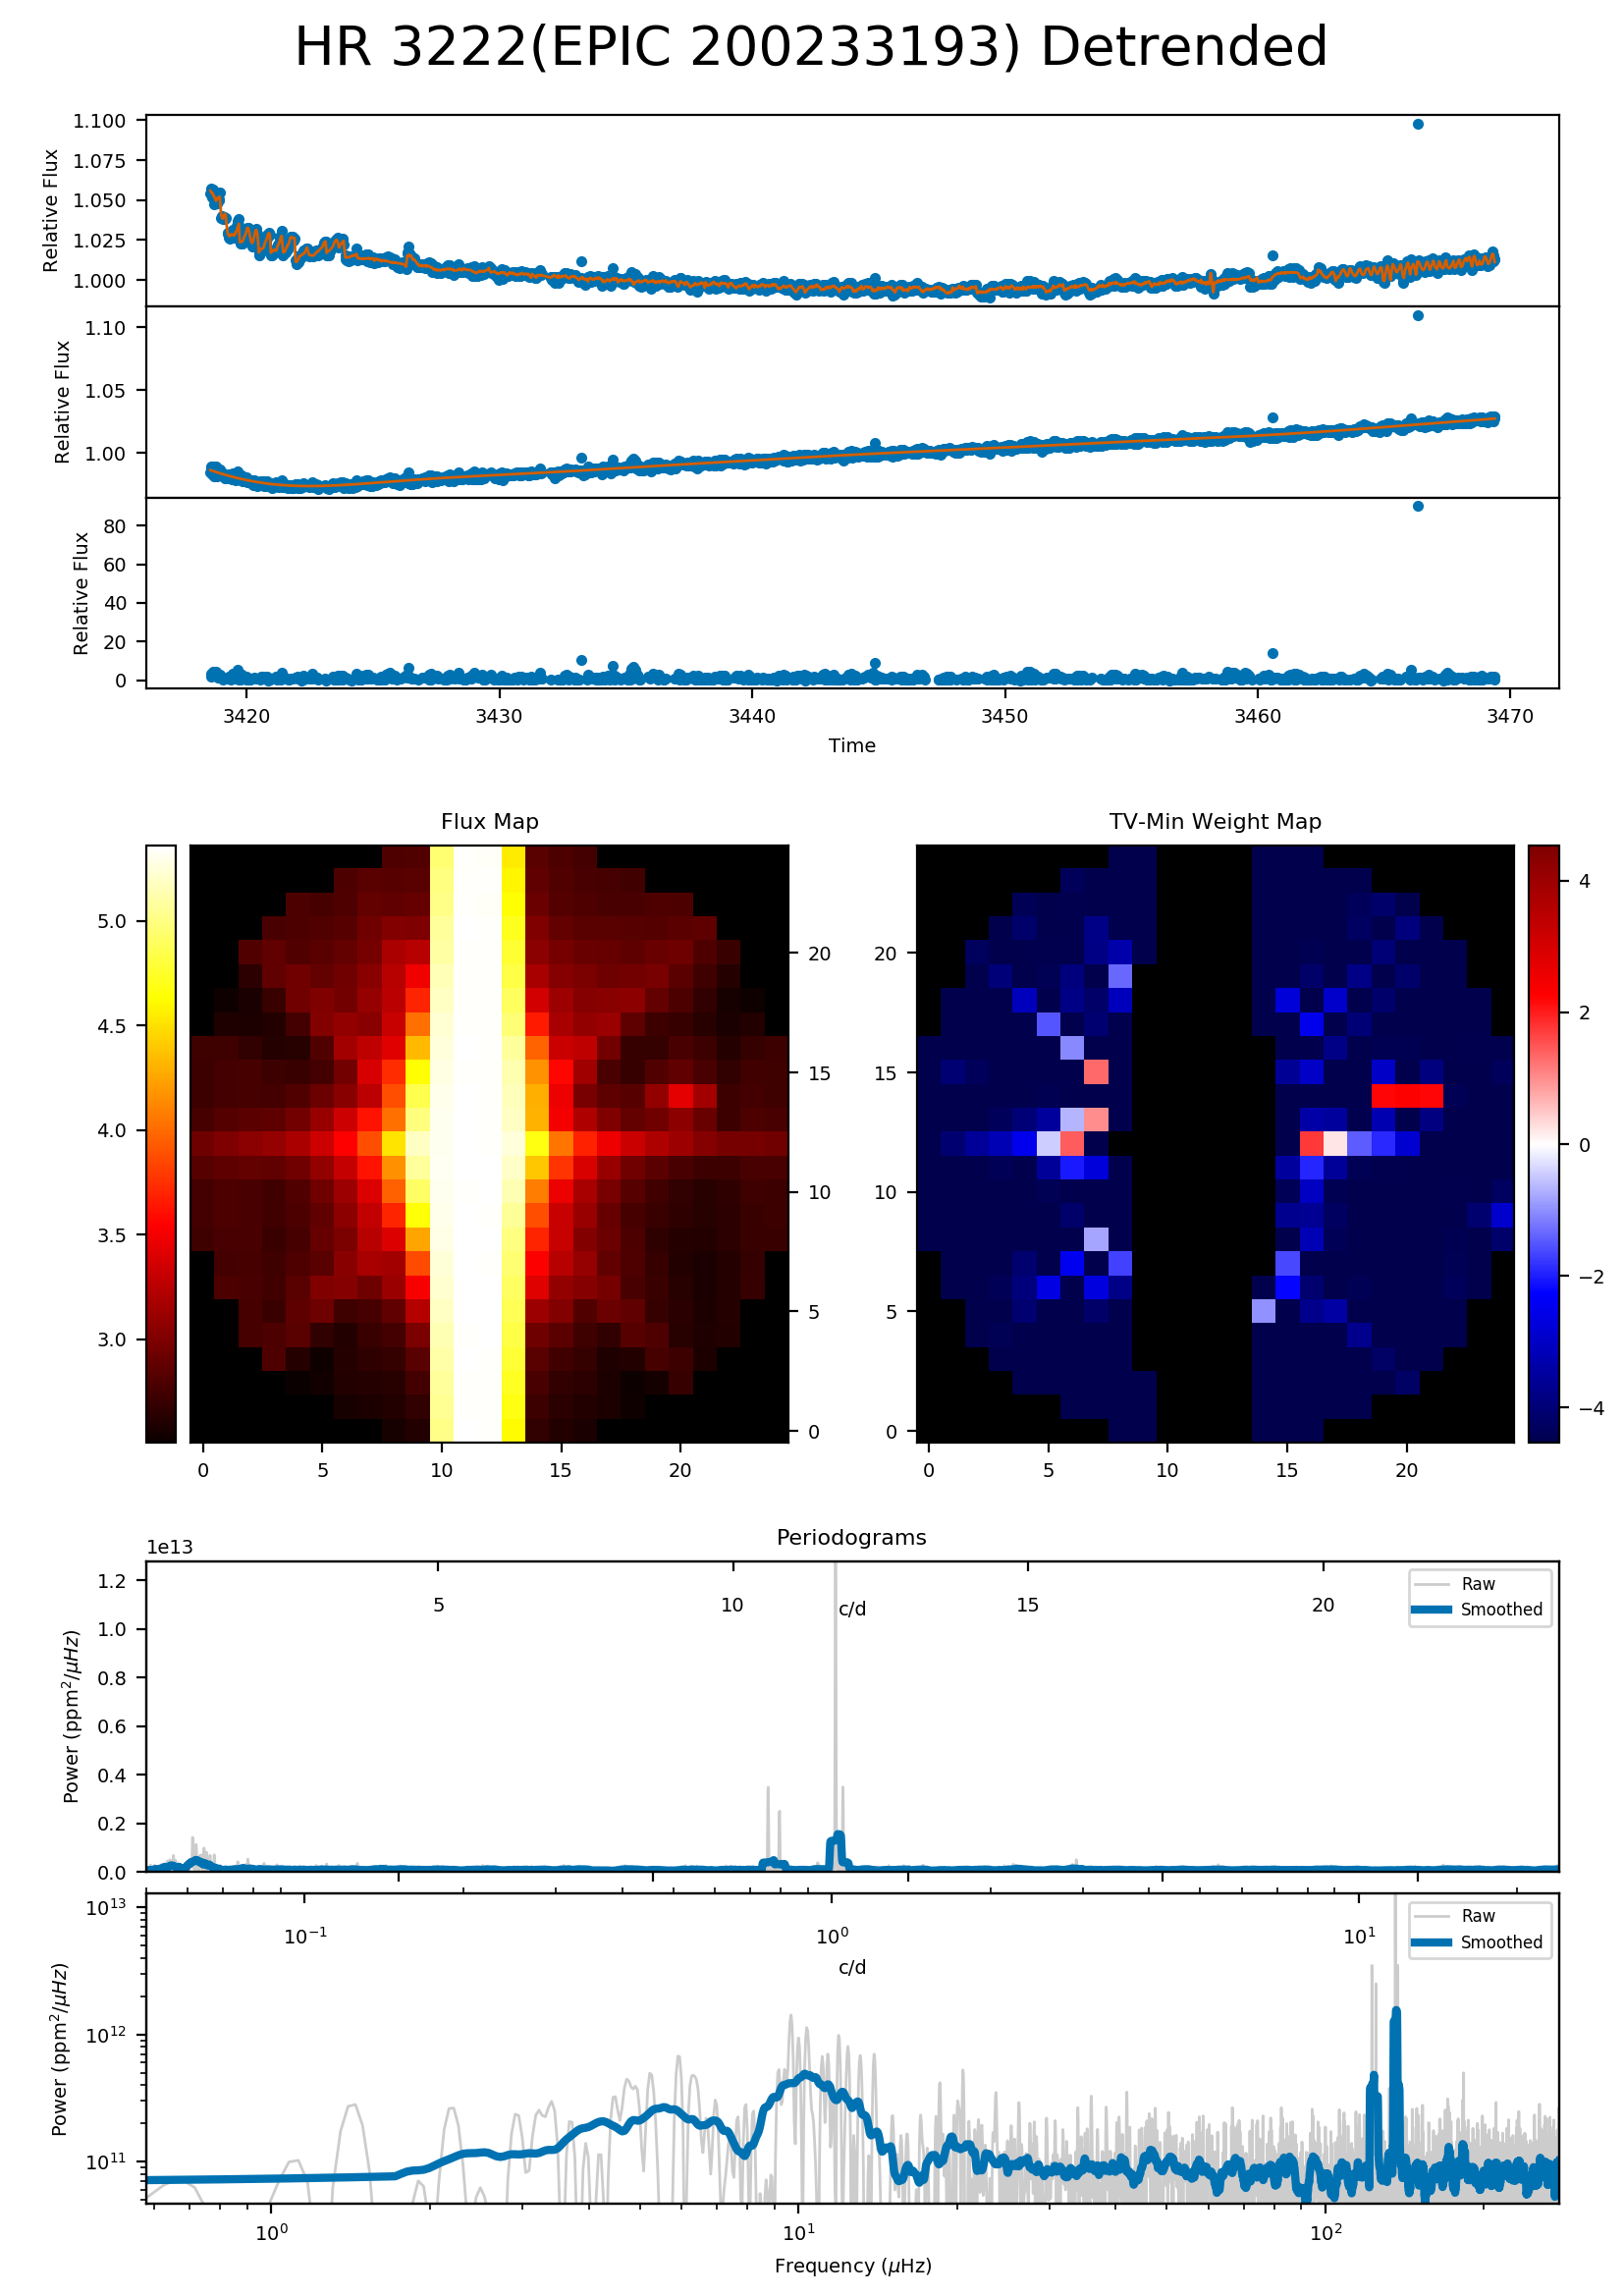 HR 3222(EPIC 200233193) Detrended
1.100
1.075
1.050
1.025
1.000
Relative Flux
1.10
1.05
1.00
Relative Flux
80
60
40
20
0
Relative Flux
3420 3430 3440 3450 3460 3470
Time
Flux Map
5.0
4.5
4.0
3.5
3.0
20
15
10
5
0
0 5 10 15 20
TV-Min Weight Map
20
15
10
5
0
0 5 10 15 20
4
2
0
−2
−4
Periodograms
1e13
1.2
1.0
0.8
0.6
0.4
0.2
0.0
Power (ppm²/μHz)
5 10 15 20
c/d
Raw
Smoothed
10¹³
10¹²
10¹¹
Power (ppm²/μHz)
10⁻¹ 10⁰ 10¹
c/d
Raw
Smoothed
10⁰ 10¹ 10²
Frequency (μHz)